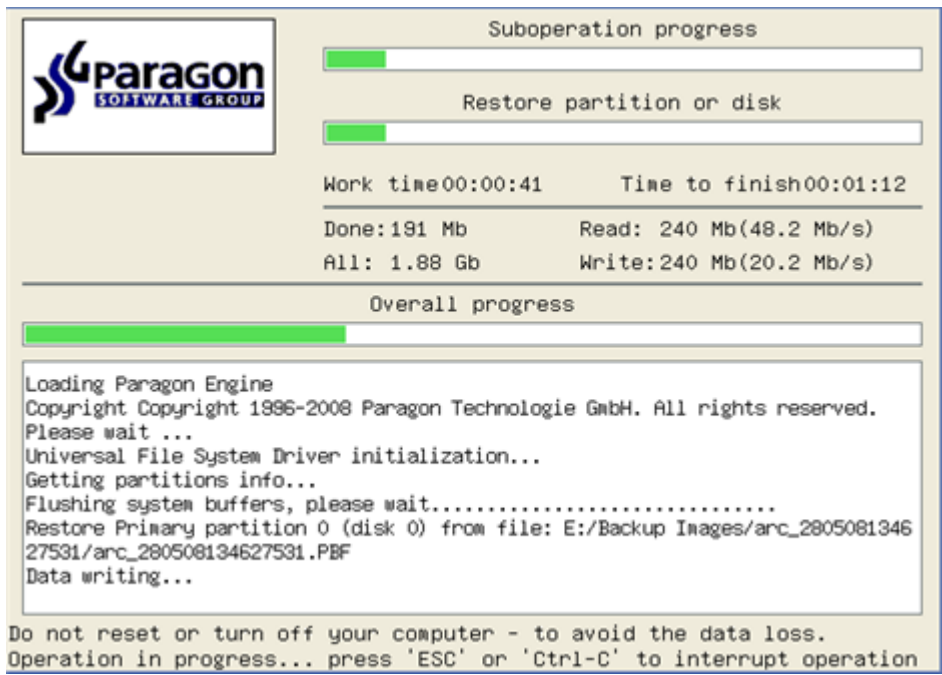 Paragon
SOFTWARE GROUP
Suboperation progress
Restore partition or disk
Work time00:00:41 Time to finish00:01:12
Done:191 Mb Read: 240 Mb(48.2 Mb/s)
All: 1.88 Gb Write:240 Mb(20.2 Mb/s)
Overall progress
Loading Paragon Engine
Copyright Copyright 1996-2008 Paragon Technologie GmbH. All rights reserved.
Please wait ...
Universal File System Driver initialization...
Getting partitions info...
Flushing system buffers, please wait...............................
Restore Primary partition 0 (disk 0) from file: E:/Backup Images/arc_2805081346
27531/arc_280508134627531.PBF
Data writing...
Do not reset or turn off your computer - to avoid the data loss.
Operation in progress... press 'ESC' or 'Ctrl-C' to interrupt operation